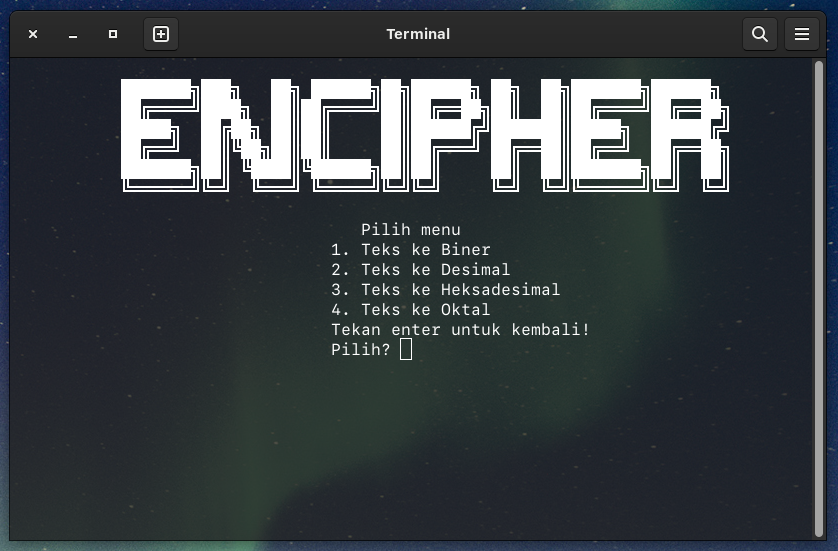 Terminal
ENCIPHER
Pilih menu
1. Teks ke Biner
2. Teks ke Desimal
3. Teks ke Heksadesimal
4. Teks ke Oktal
Tekan enter untuk kembali!
Pilih?